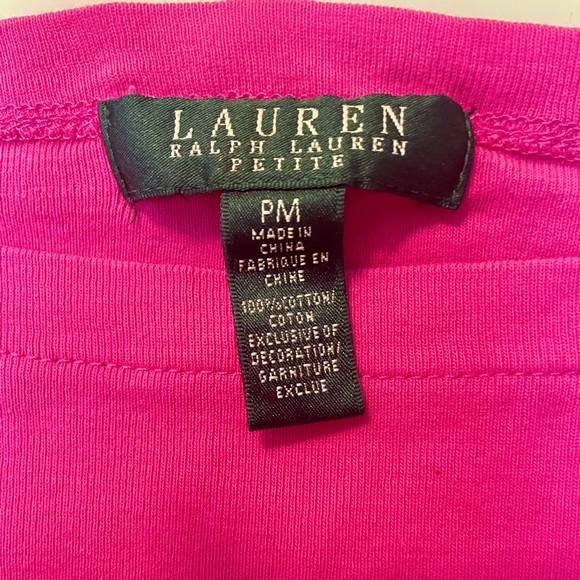 LAUREN
RALPH LAUREN
PETITE
PM
MADE IN
CHINA
FABRIQUE EN
CHINE
100%COTTON/
COTON
EXCLUSIVE OF
DECORATION/
GARNITURE
EXCLUE